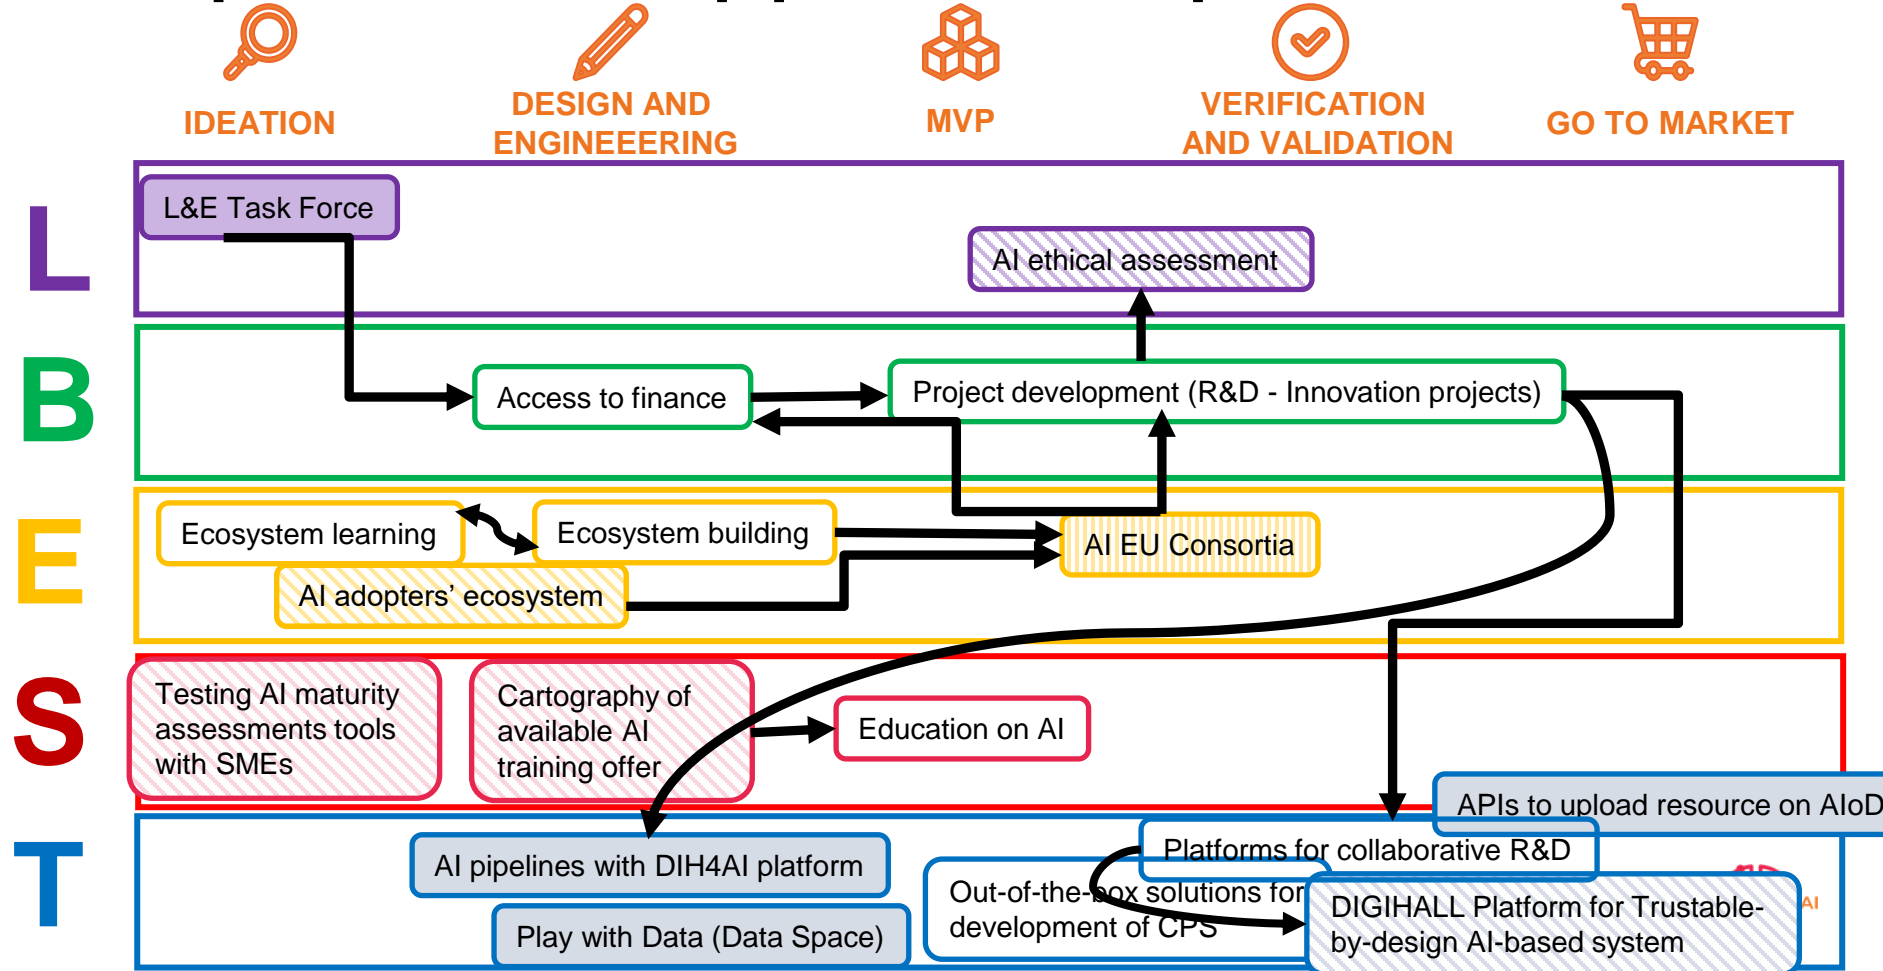 IDEATION
DESIGN AND
ENGINEEERING
MVP
VERIFICATION
AND VALIDATION
GO TO MARKET
L
L&E Task Force
AI ethical assessment
B
Access to finance
Project development (R&D - Innovation projects)
E
Ecosystem learning
Ecosystem building
AI EU Consortia
AI adopters’ ecosystem
S
Testing AI maturity
assessments tools
with SMEs
Cartography of
available AI
training offer
Education on AI
T
APIs to upload resource on AIoD
Platforms for collaborative R&D
AI pipelines with DIH4AI platform
Out-of-the-box solutions for
development of CPS
Play with Data (Data Space)
DIGIHALL Platform for Trustable-
by-design AI-based system
AI